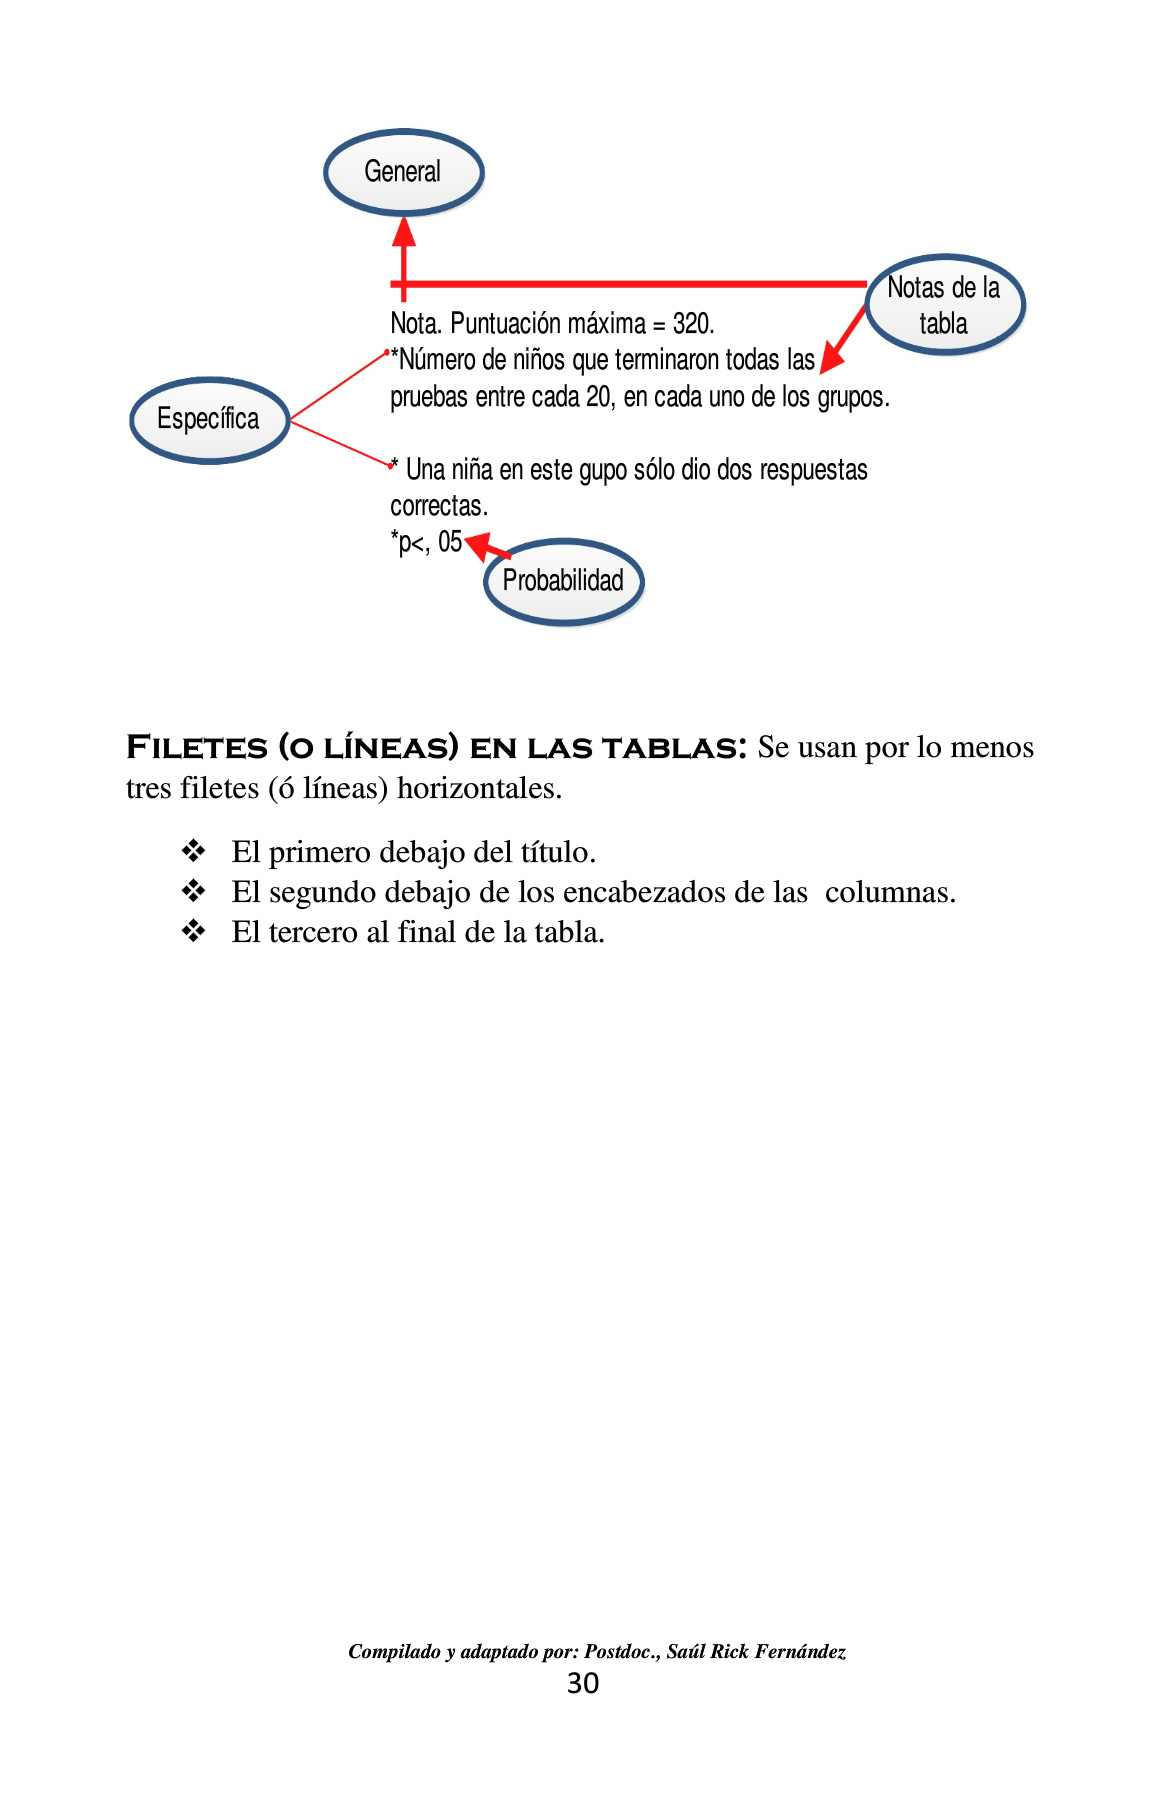 General
Notas de la
tabla
Nota. Puntuación máxima = 320.
*Número de niños que terminaron todas las
pruebas entre cada 20, en cada uno de los grupos.
Específica
* Una niña en este gupo sólo dio dos respuestas
correctas.
*p<, 05
Probabilidad
Filetes (o líneas) en las tablas: Se usan por lo menos
tres filetes (ó líneas) horizontales.
❖ El primero debajo del título.
❖ El segundo debajo de los encabezados de las  columnas.
❖ El tercero al final de la tabla.
Compilado y adaptado por: Postdoc., Saúl Rick Fernández
30